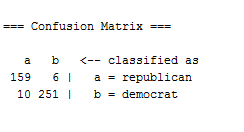 === Confusion Matrix ===
a b <-- classified as
159 6 | a = republican
10 251 | b = democrat